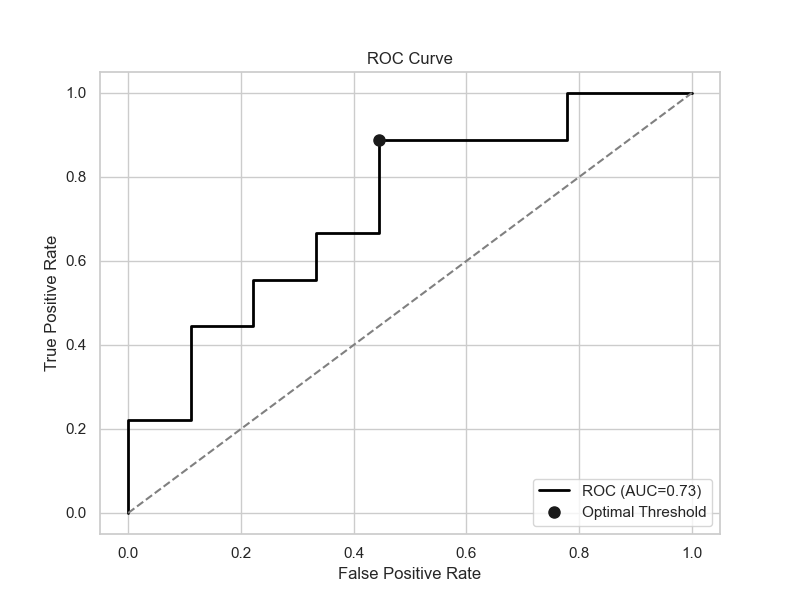 ROC Curve
True Positive Rate
1.0
0.8
0.6
0.4
0.2
0.0
0.0 0.2 0.4 0.6 0.8 1.0
False Positive Rate
ROC (AUC=0.73)
Optimal Threshold